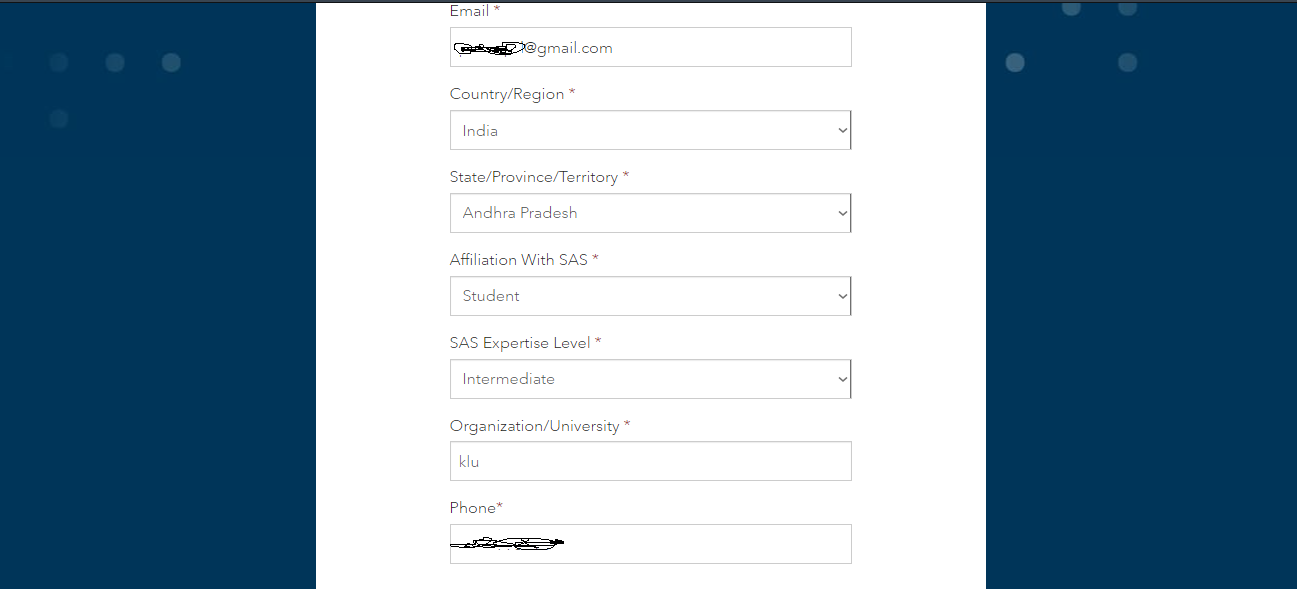 Email *
@gmail.com
Country/Region *
India
State/Province/Territory *
Andhra Pradesh
Affiliation With SAS *
Student
SAS Expertise Level *
Intermediate
Organization/University *
klu
Phone*